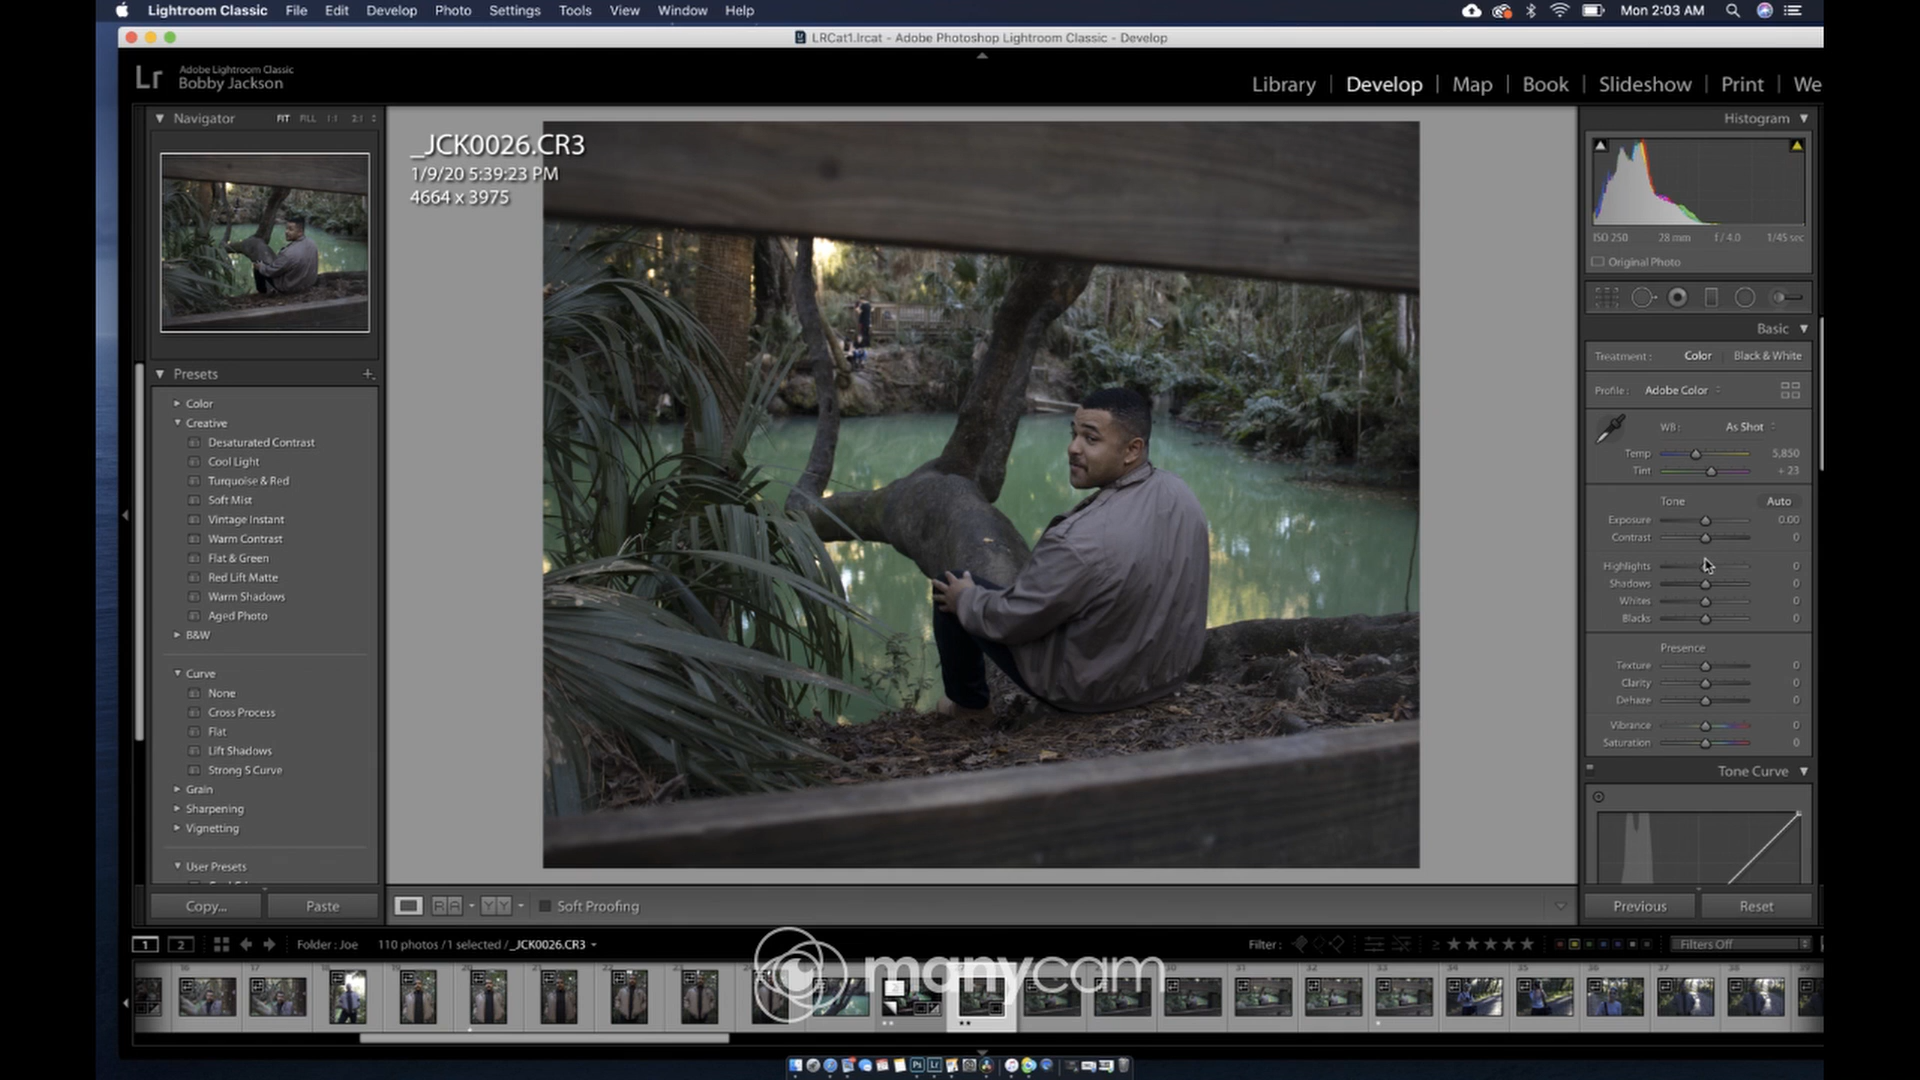 Lightroom Classic File Edit Develop Photo Settings Tools View Window Help
Mon 2:03 AM
LRCat1.lrcat - Adobe Photoshop Lightroom Classic - Develop
Lr
Adobe Lightroom Classic
Bobby Jackson
Library | Develop | Map | Book | Slideshow | Print | We
Navigator FIT FILL 1:1 2:1
Presets
Color
Creative
Desaturated Contrast
Cool Light
Turquoise & Red
Soft Mist
Vintage Instant
Warm Contrast
Flat & Green
Red Lift Matte
Warm Shadows
Aged Photo
B&W
Curve
None
Cross Process
Flat
Lift Shadows
Strong S Curve
Grain
Sharpening
Vignetting
User Presets
Copy... Paste
_JCK0026.CR3
1/9/20 5:39:23 PM
4664 x 3975
Soft Proofing
Histogram
ISO 250 28 mm f / 4.0 1/45 sec
Original Photo
Basic
Treatment : Color Black & White
Profile : Adobe Color
WB : As Shot
Temp 5,850
Tint + 23
Tone Auto
Exposure 0.00
Contrast 0
Highlights 0
Shadows 0
Whites 0
Blacks 0
Presence
Texture 0
Clarity 0
Dehaze 0
Vibrance 0
Saturation 0
Tone Curve
Previous Reset
1 2 Folder : Joe 110 photos / 1 selected / _JCK0026.CR3
Filter : Filters Off
manycam